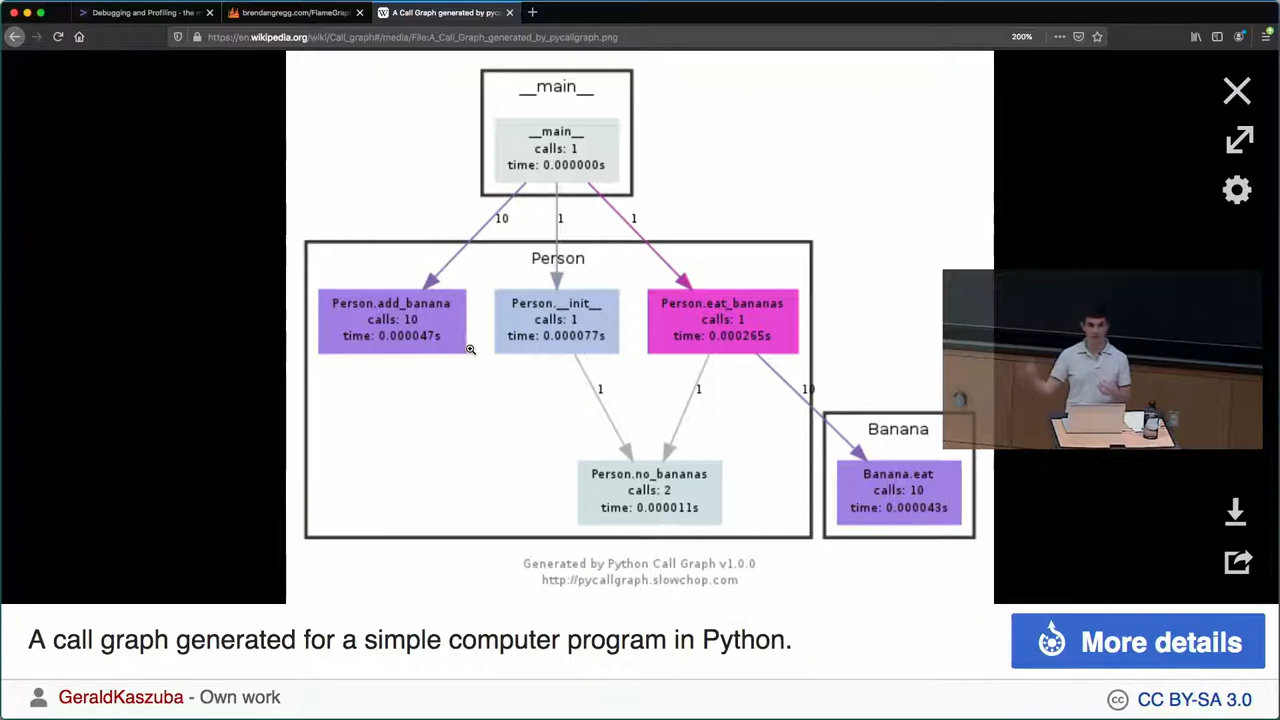 Debugging and Profiling - the m
brendangregg.com/FlameGrap
A Call Graph generated by pyc
https://en.wikipedia.org/wiki/Call_graph#/media/File:A_Call_Graph_generated_by_pycallgraph.png
200%
__main__
__main__
calls: 1
time: 0.000000s
10
1
1
Person
Person.add_banana
calls: 10
time: 0.000047s
Person.__init__
calls: 1
time: 0.000077s
Person.eat_bananas
calls: 1
time: 0.000265s
1
1
10
Banana
Person.no_bananas
calls: 2
time: 0.000011s
Banana.eat
calls: 10
time: 0.000043s
Generated by Python Call Graph v1.0.0
http://pycallgraph.slowchop.com
A call graph generated for a simple computer program in Python.
More details
GeraldKaszuba - Own work
cc CC BY-SA 3.0